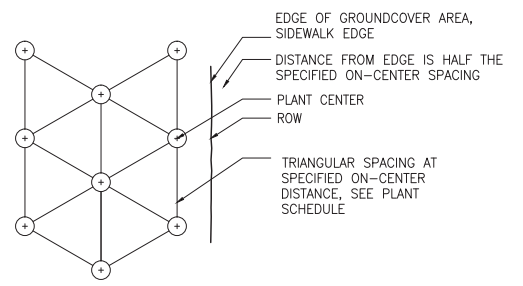 EDGE OF GROUNDCOVER AREA,
SIDEWALK EDGE
DISTANCE FROM EDGE IS HALF THE
SPECIFIED ON-CENTER SPACING
PLANT CENTER
ROW
TRIANGULAR SPACING AT
SPECIFIED ON-CENTER
DISTANCE, SEE PLANT
SCHEDULE